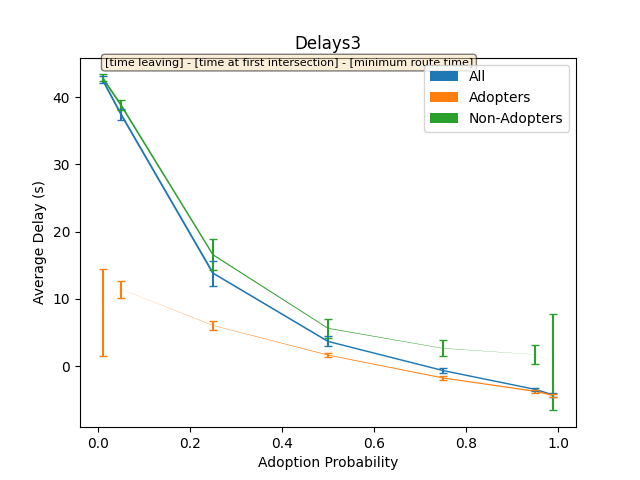 Delays3
[time leaving] - [time at first intersection] - [minimum route time]
All
Adopters
Non-Adopters
Average Delay (s)
40
30
20
10
0
0.0 0.2 0.4 0.6 0.8 1.0
Adoption Probability